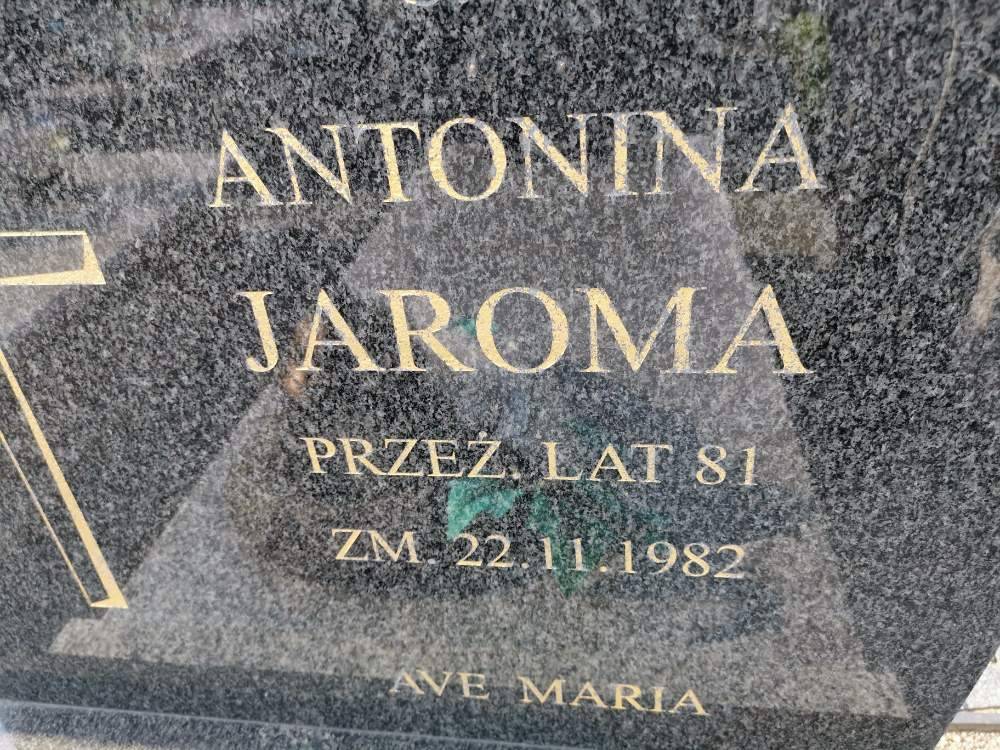 ANTONINA
JAROMA
PRZEŻ. LAT 81
ZM. 22.11.1982
AVE MARIA